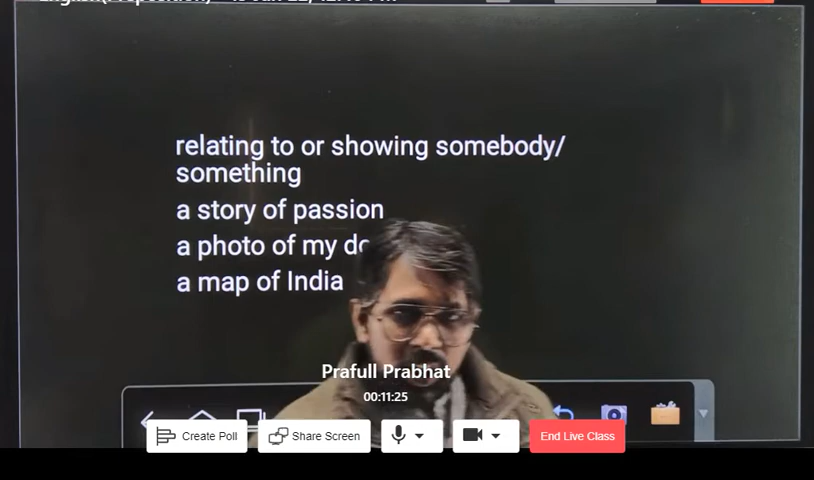 relating to or showing somebody/
something
a story of passion
a photo of my
a map of India
Prafull Prabhat
00:11:25
Create Poll
Share Screen
End Live Class